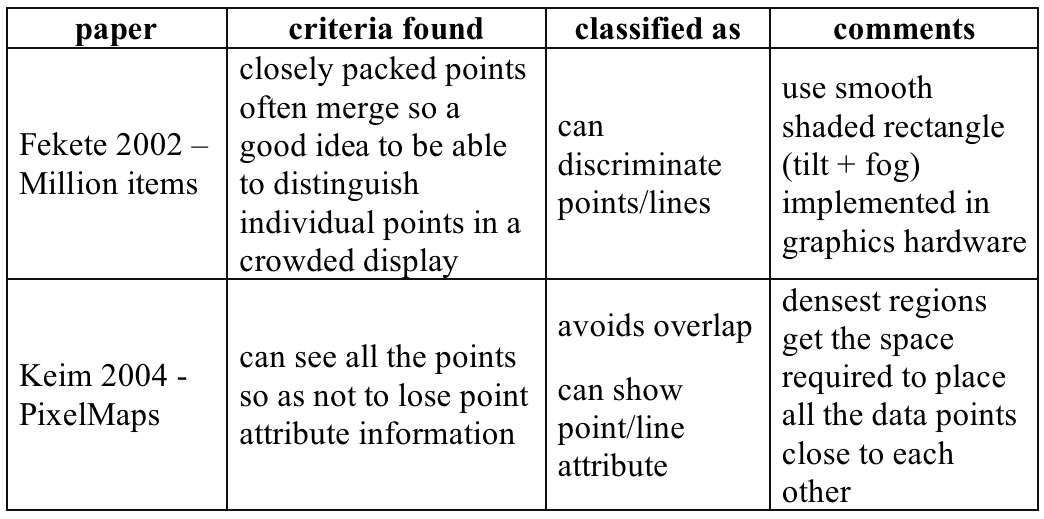 paper
criteria found
classified as
comments
Fekete 2002 –
Million items
closely packed points
often merge so a
good idea to be able
to distinguish
individual points in a
crowded display
can
discriminate
points/lines
use smooth
shaded rectangle
(tilt + fog)
implemented in
graphics hardware
Keim 2004 -
PixelMaps
can see all the points
so as not to lose point
attribute information
avoids overlap
can show
point/line
attribute
densest regions
get the space
required to place
all the data points
close to each
other